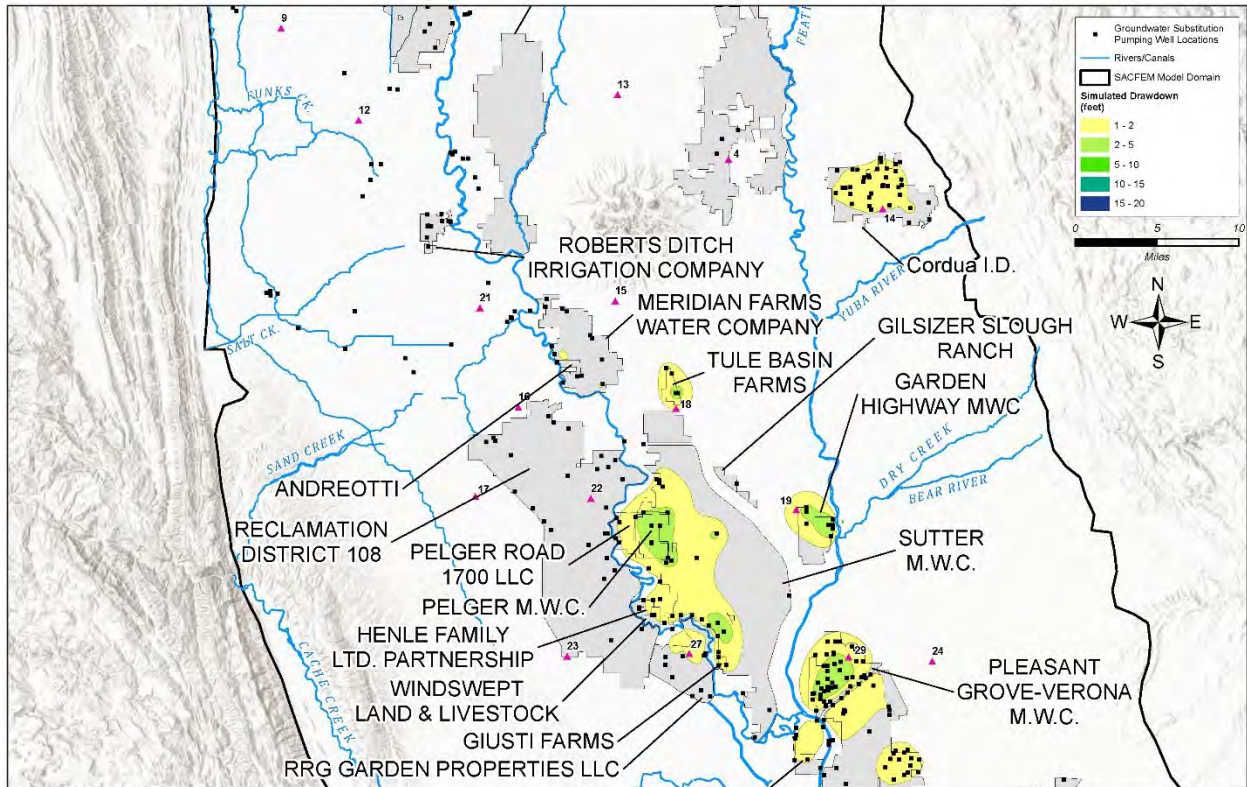 9
FUNKS CK.
12
13
4
FEATI
Groundwater Substitution
Pumping Well Locations
Rivers/Canals
SACFEM Model Domain
Simulated Drawdown
(feet)
1 - 2
2 - 5
5 - 10
10 - 15
15 - 20
0 5 10
Miles
N
W E
S
14
Cordua I.D.
YUBA RIVER
ROBERTS DITCH
IRRIGATION COMPANY
21
15
SALT CK.
MERIDIAN FARMS
WATER COMPANY
GILSIZER SLOUGH
RANCH
TULE BASIN
FARMS
GARDEN
HIGHWAY MWC
16
18
SAND CREEK
ANDREOTTI
17
22
19
DRY CREEK
BEAR RIVER
RECLAMATION
DISTRICT 108
PELGER ROAD
1700 LLC
SUTTER
M.W.C.
PELGER M.W.C.
HENLE FAMILY
LTD. PARTNERSHIP
23
27
29
24
CACHE CREEK
WINDSWEPT
LAND & LIVESTOCK
PLEASANT
GROVE-VERONA
M.W.C.
GIUSTI FARMS
RRG GARDEN PROPERTIES LLC